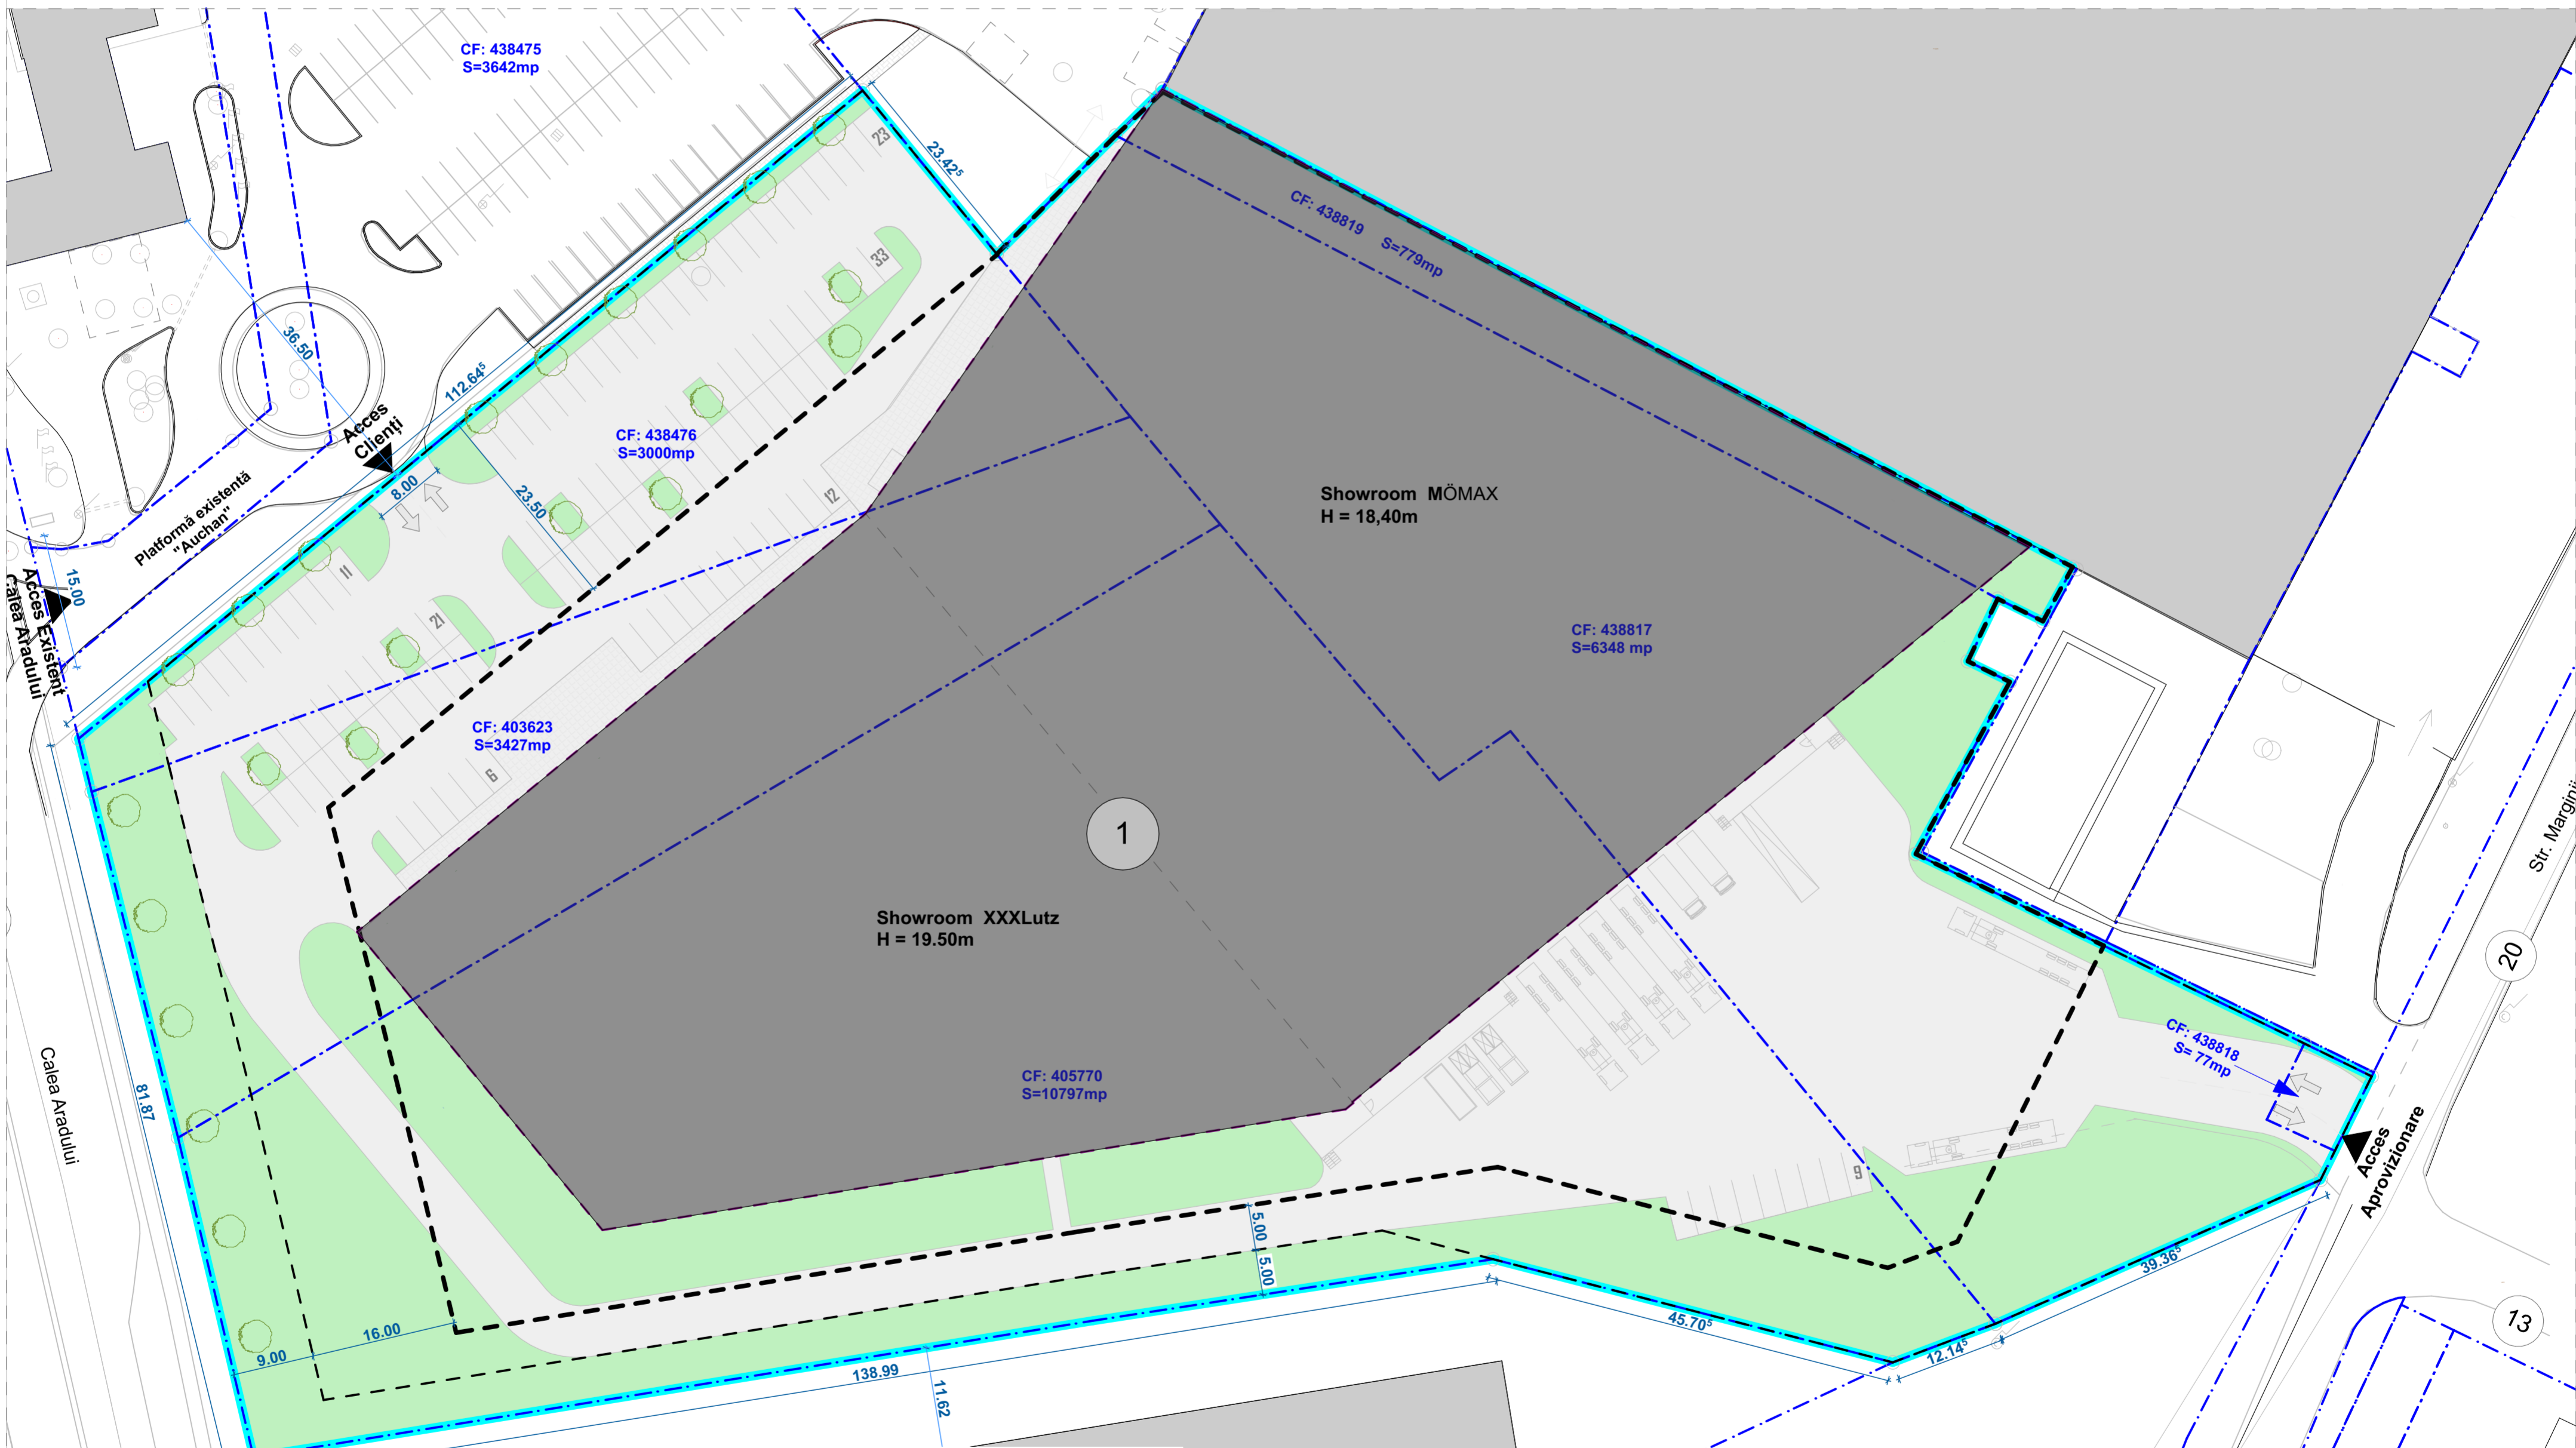 CF: 438475
S=3642mp
23
23.42⁵
33
CF: 438819 S=779mp
36.50
112.64⁵
Acces
Clienți
8.00
23.50
CF: 438476
S=3000mp
12
Showroom MÖMAX
H = 18,40m
Platformă existentă
"Auchan"
11
21
15.00
Acces Existent
Calea Aradului
CF: 438817
S=6348 mp
CF: 403623
S=3427mp
6
1
Str. Marginii
Showroom XXXLutz
H = 19.50m
20
CF: 405770
S=10797mp
CF: 438818
S= 77mp
Calea Aradului
81.87
9
Acces
Aprovizionare
5.00
5.00
39.36⁵
16.00
9.00
45.70⁵
12.14⁵
13
138.99
11.62